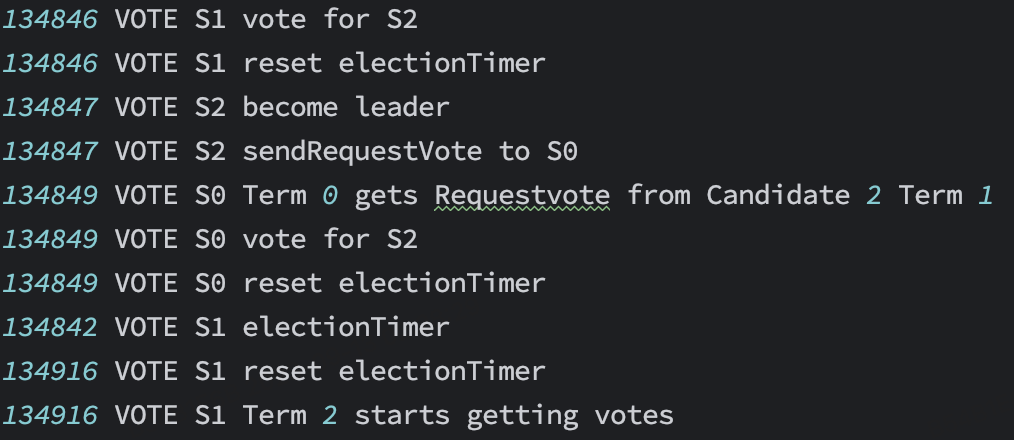 134846 VOTE S1 vote for S2
134846 VOTE S1 reset electionTimer
134847 VOTE S2 become leader
134847 VOTE S2 sendRequestVote to S0
134849 VOTE S0 Term 0 gets Requestvote from Candidate 2 Term 1
134849 VOTE S0 vote for S2
134849 VOTE S0 reset electionTimer
134842 VOTE S1 electionTimer
134916 VOTE S1 reset electionTimer
134916 VOTE S1 Term 2 starts getting votes